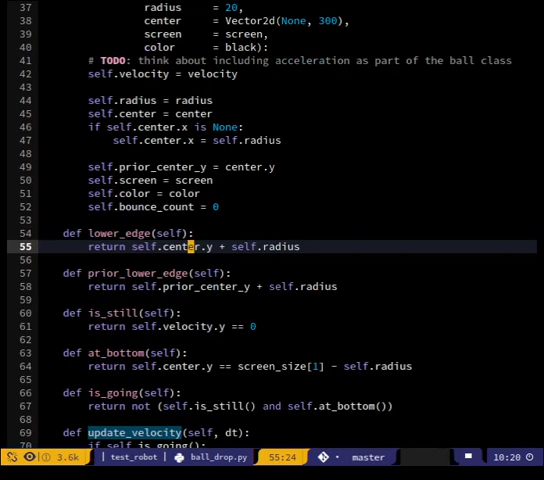 37 radius = 20,
38 center = Vector2d(None, 300),
39 screen = screen,
40 color = black):
41 # TODO: think about including acceleration as part of the ball class
42 self.velocity = velocity
43
44 self.radius = radius
45 self.center = center
46 if self.center.x is None:
47 self.center.x = self.radius
48
49 self.prior_center_y = center.y
50 self.screen = screen
51 self.color = color
52 self.bounce_count = 0
53
54 def lower_edge(self):
55 return self.center.y + self.radius
56
57 def prior_lower_edge(self):
58 return self.prior_center_y + self.radius
59
60 def is_still(self):
61 return self.velocity.y == 0
62
63 def at_bottom(self):
64 return self.center.y == screen_size[1] - self.radius
65
66 def is_going(self):
67 return not (self.is_still() and self.at_bottom())
68
69 def update_velocity(self, dt):
70 if self.is_going():
3.6k | test_robot ball_drop.py 55:24 master 10:20